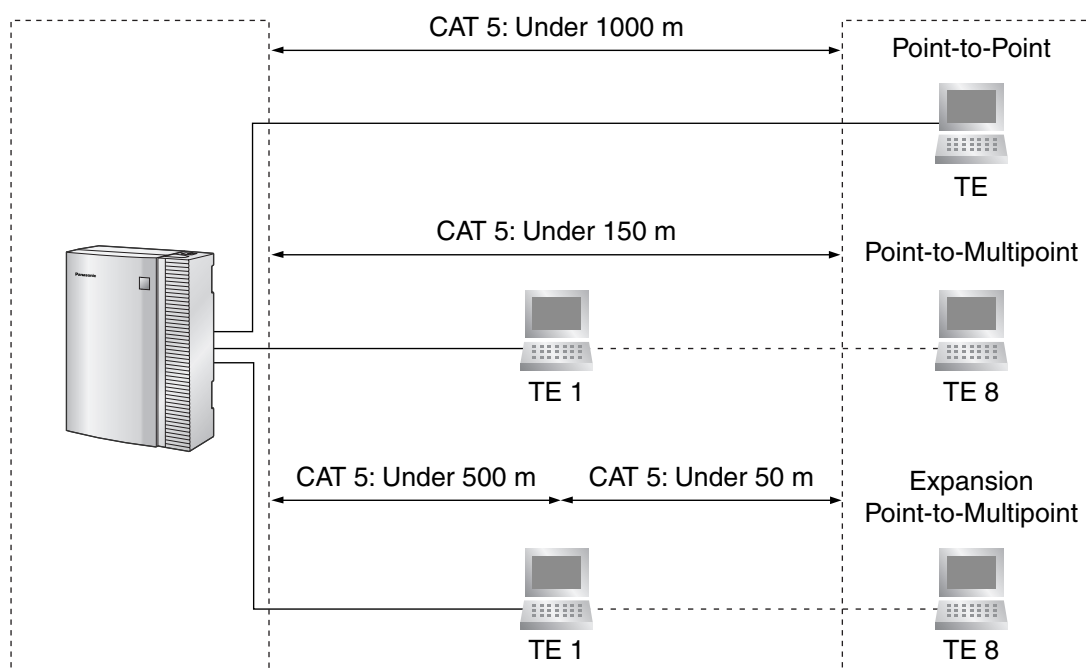 CAT 5: Under 1000 m
Point-to-Point
TE
CAT 5: Under 150 m
Point-to-Multipoint
Panasonic
TE 1
TE 8
CAT 5: Under 500 m
CAT 5: Under 50 m
Expansion
Point-to-Multipoint
TE 1
TE 8